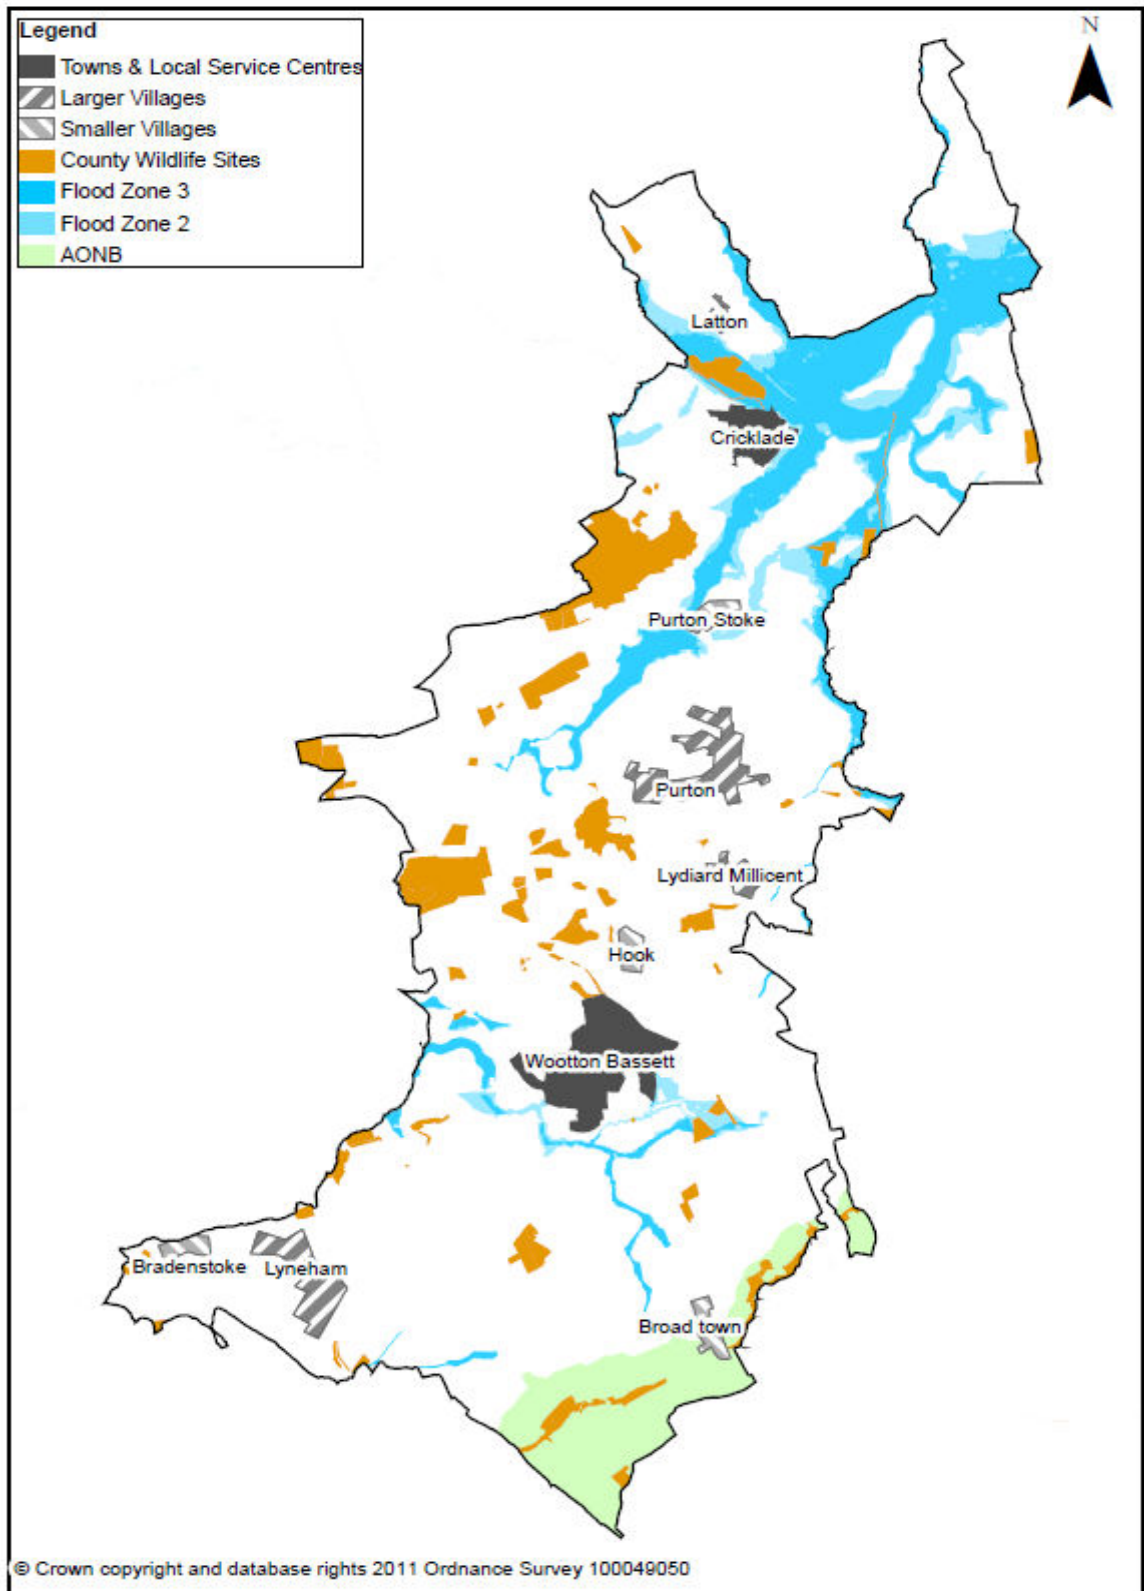 Legend
Towns & Local Service Centres
Larger Villages
Smaller Villages
County Wildlife Sites
Flood Zone 3
Flood Zone 2
AONB
N
Latton
Cricklade
Purton Stoke
Purton
Lydiard Millicent
Hook
Wootton Bassett
Bradenstoke
Lyneham
Broad town
© Crown copyright and database rights 2011 Ordnance Survey 100049050